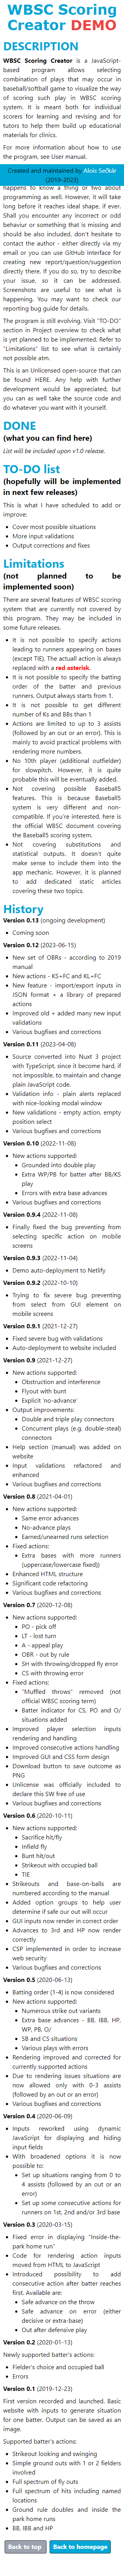 WBSC Scoring
Creator DEMO
DESCRIPTION
WBSC Scoring Creator is a JavaScript-
based program allows selecting
combination of plays that may occur in
baseball/softball game to visualize the way
of scoring such play in WBSC scoring
system. It is meant both for individual
scorers for learning and revising and for
tutors to help them build up educational
materials for clinics.
For more information about how to use
the program, see User manual.
Created and maintained by Alois Sečkár
(2019-2023)
happens to know a thing of two about
programming as well. However, it will take
long before it reaches ideal shape, if ever.
Shall you encounter any incorrect
behavior or something that is missing and
should be also included, don't hesitate to
contact the author - either directly via my
email or you can use GitHub interface for
creating new report/question/suggestion
directly there. If you do so, try to describe
your issue, so it can be addressed.
Screenshots are useful to see what is
happening. You may want to check our
reporting bug guide for details.
The program is still evolving. Visit "TO-DO"
section in Project overview to check what
is yet planned to be implemented. Refer to
"Limitations" list to see what is certainly
not possible atm.
This is an Unlicensed open-source that can
be found HERE. Any help with further
development would be appreciated, but
you can as well take the source code and
do whatever you want with it yourself.
DONE
(what you can find here)
List will be included upon v1.0 release.
TO-DO list
(hopefully will be implemented
in next few releases)
This is what I have scheduled to add or
improve:
• Cover most possible situations
• More input validations
• Output corrections and fixes
Limitations
(not planned to be
implemented soon)
There are several features of WBSC scoring
system that are currently not covered by
this program. They may be included in
some future releases.
• It is not possible to specify actions
leading to runners appearing on base
(except TIE). The actual action is always
replaced with a red asterisk.
• It is not possible to specify the batting
order of the batter and previous
runners. Output always starts from 1.
• It is not possible to get different
number of Ks and BBs than 1
• Actions are limited to up to 3 assists
(followed by an out or an error). This is
mainly to avoid practical problems with
rendering more numbers.
• No 10th player (additional outfielder)
for slowpitch. However, it is quite
probable this will be eventually added.
• Not covering possible Baseball5
features. This is because Baseball5
system is very different and non-
compatible. If you're interested, here is
the official WBSC document covering
the Baseball5 scoring system.
• Not covering substitutions and
statistical outputs. It doesn't quite
make sense to include them into the
app mechanic. However, it is planned
to add dedicated static articles
covering these two topics.
History
Version 0.13 (ongoing development)
• Coming soon
Version 0.12 (2023-06-15)
• New set of OBRs - according to 2019
manual
• New actions - KS+FC and KL+FC
• New feature - import/export inputs in
JSON format + a library of prepared
actions
• Improved old + added many new input
validations
• Various bugfixes and corrections
Version 0.11 (2023-04-08)
• Source converted into Nuxt 3 project
with TypeScript, since it become hard, if
not impossible, to maintain and change
plain JavaScript code.
• Validation info - plain alerts replaced
with nice-looking modal window
• New validations - empty action, empty
position select
• Various bugfixes and corrections
Version 0.10 (2022-11-08)
• New actions supported:
• Grounded into double play
• Extra WP/PB for batter after BB/KS
play
• Errors with extra base advances
• Various bugfixes and corrections
Version 0.9.4 (2022-11-08)
• Finally fixed the bug preventing from
selecting specific action on mobile
screens
Version 0.9.3 (2022-11-04)
• Demo auto-deployment to Netlify
Version 0.9.2 (2022-10-10)
• Trying to fix severe bug preventing
from select from GUI element on
mobile screens
Version 0.9.1 (2021-12-27)
• Fixed severe bug with validations
• Auto-deployment to website included
Version 0.9 (2021-12-27)
• New actions supported:
• Obstruction and interference
• Flyout with bunt
• Explicit 'no-advance'
• Output improvements:
• Double and triple play connectors
• Concurrent plays (e.g. double-steal)
connectors
• Help section (manual) was added on
website
• Input validations refactored and
enhanced
• Various bugfixes and corrections
Version 0.8 (2021-04-01)
• New actions supported:
• Same error advances
• No-advance plays
• Earned/unearned runs selection
• Fixed actions:
• Extra bases with more runners
(uppercase/lowercase fixed))
• Enhanced HTML structure
• Significant code refactoring
• Various bugfixes and corrections
Version 0.7 (2020-12-08)
• New actions supported:
• PO - pick off
• LT - lost turn
• A - appeal play
• OBR - out by rule
• SH with throwing/dropped fly error
• CS with throwing error
• Fixed actions:
• "Muffled throws" removed (not
official WBSC scoring term)
• Batter indicator for CS, PO and O/
situations added
• Improved player selection inputs
rendering and handling
• Improved consecutive actions handling
• Improved GUI and CSS form design
• Download button to save outcome as
PNG
• Unlicense was officially included to
declare this SW free of use
• Various bugfixes and corrections
Version 0.6 (2020-10-11)
• New actions supported:
• Sacrifice hit/fly
• Infield fly
• Bunt hit/out
• Strikeout with occupied ball
• TIE
• Strikeouts and base-on-balls are
numbered according to the manual
• Added option groups to help user
determine if safe our out will occur
• GUI inputs now render in correct order
• Advances to 3rd and HP now render
correctly
• CSP implemented in order to increase
web security
• Various bugfixes and corrections
Version 0.5 (2020-06-13)
• Batting order (1-4) is now considered
• New actions supported:
• Numerous strike out variants
• Extra base advances - BB, IBB, HP,
WP, PB, O/
• SB and CS situations
• Various plays with errors
• Rendering improved and corrected for
currently supported actions
• Due to rendering issues situations are
now allowed only with 0-3 assists
(followed by an out or an error)
• Various bugfixes and corrections
Version 0.4 (2020-06-09)
• Inputs reworked using dynamic
JavaScript for displaying and hiding
input fields
• With broadened options it is now
possible to:
• Set up situations ranging from 0 to
4 assists (followed by an out or an
error)
• Set up some consecutive actions for
runners on 1st, 2nd and/or 3rd base
Version 0.3 (2020-03-15)
• Fixed error in displaying "Inside-the-
park home run"
• Code for rendering action inputs
moved from HTML to JavaScript
• Introduced possibility to add
consecutive action after batter reaches
first. Available are:
• Safe advance on the throw
• Safe advance on error (either
decisive or extra-base)
• Out after defensive play
Version 0.2 (2020-01-13)
Newly supported batter's actions:
• Fielder's choice and occupied ball
• Errors
Version 0.1 (2019-12-23)
First version recorded and launched. Basic
website with inputs to generate situation
for one batter. Output can be saved as an
image.
Supported batter's actions:
• Strikeout looking and swinging
• Simple ground outs with 1 or 2 fielders
involved
• Full spectrum of fly outs
• Full spectrum of hits including named
locations
• Ground rule doubles and inside the
park home runs
• BB, IBB and HP
Back to top
Back to homepage